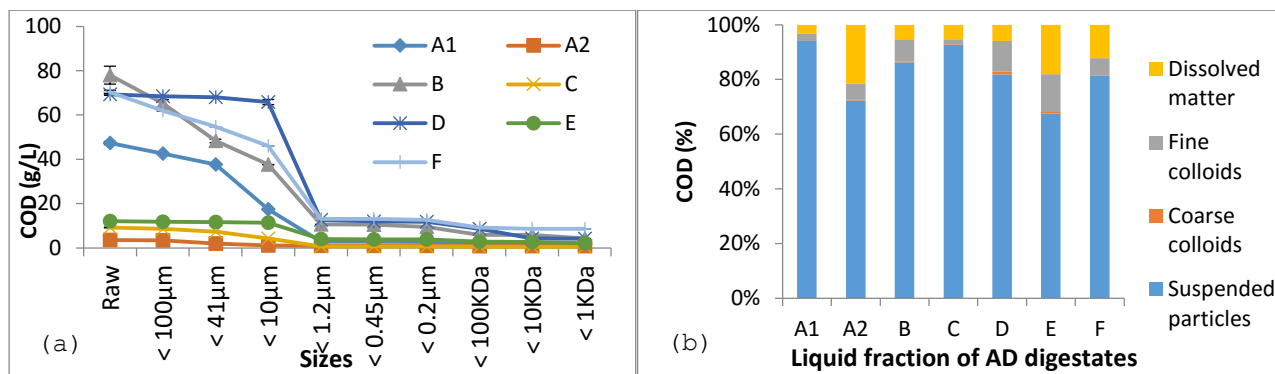 100
80
60
40
20
0
COD (g/L)
A1
A2
B
C
D
E
F
Raw
< 100µm
< 41µm
< 10µm
< 1.2µm
< 0.45µm
< 0.2µm
< 100KDa
< 10KDa
< 1KDa
(a)
Sizes
100%
80%
60%
40%
20%
0%
COD (%)
A1 A2 B C D E F
(b)
Liquid fraction of AD digestates
Dissolved
matter
Fine
colloids
Coarse
colloids
Suspended
particles